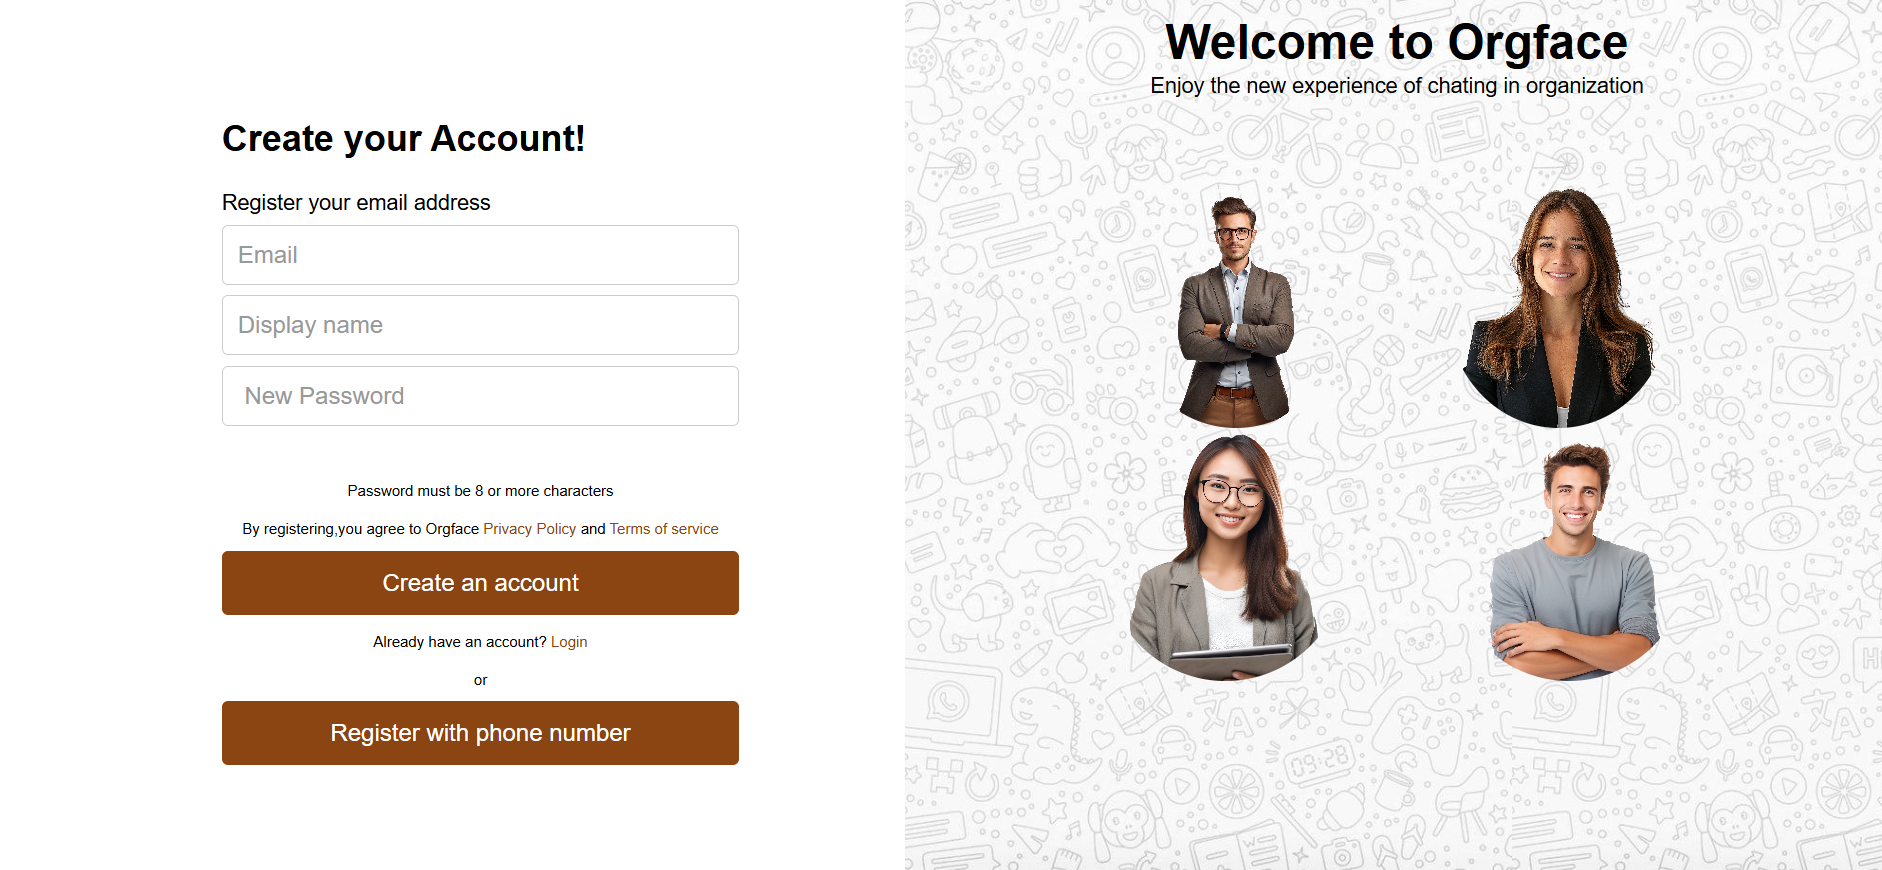 Create your Account!
Register your email address
Email
Display name
New Password
Password must be 8 or more characters
By registering,you agree to Orgface Privacy Policy and Terms of service
Create an account
Already have an account? Login
or
Register with phone number
Welcome to Orgface
Enjoy the new experience of chating in organization
09:28